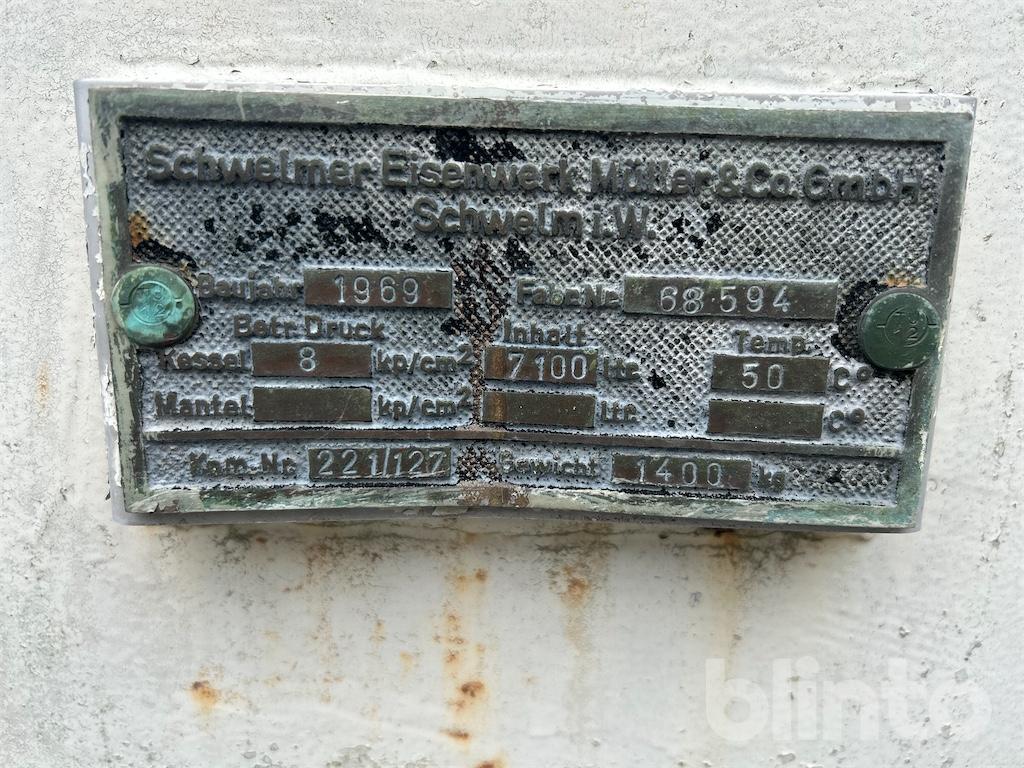 Schwelmer Eisenwerk Müller & Co. GmbH
Schwelm i. W.
Baujahr 1969 Fabr. Nr. 68.594
Betr. Druck Inhalt Temp.
Kessel 8 kp/cm² 7100 ltr. 50 C°
Mantel kp/cm² ltr. C°
Kom.-Nr. 221/127 Gewicht 1400 kg
blinto